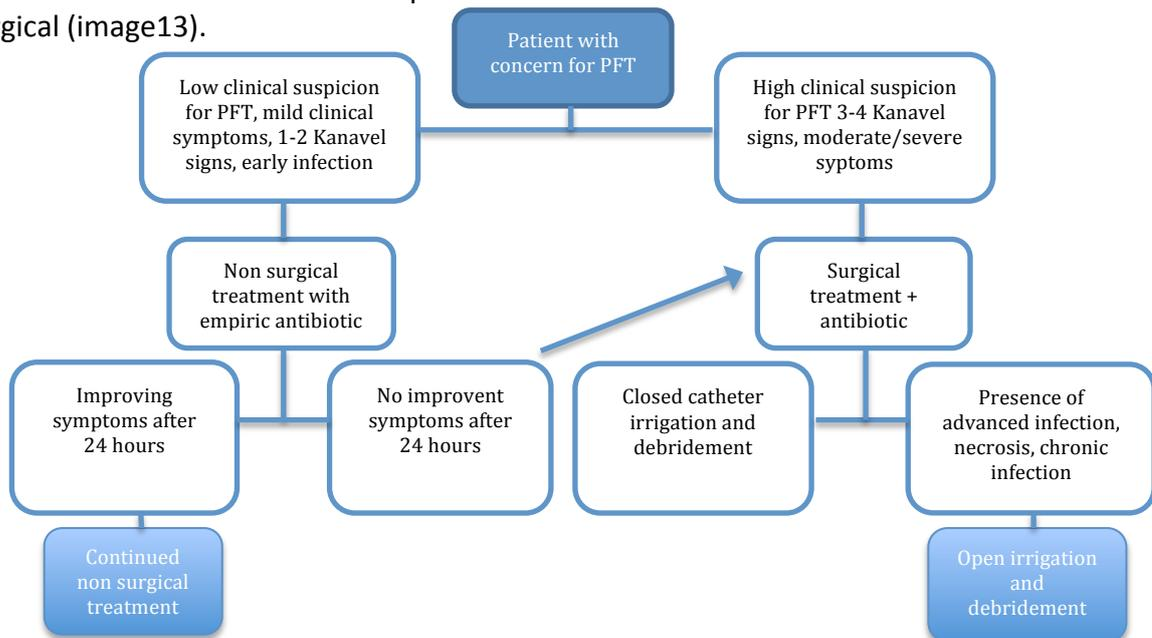 rgical (image13).
Patient with
concern for PFT
Low clinical suspicion
for PFT, mild clinical
symptoms, 1-2 Kanavel
signs, early infection
High clinical suspicion
for PFT 3-4 Kanavel
signs, moderate/severe
syptoms
Non surgical
treatment with
empiric antibiotic
Surgical
treatment +
antibiotic
Improving
symptoms after
24 hours
No improvent
symptoms after
24 hours
Closed catheter
irrigation and
debridement
Presence of
advanced infection,
necrosis, chronic
infection
Continued
non surgical
treatment
Open irrigation
and
debridement